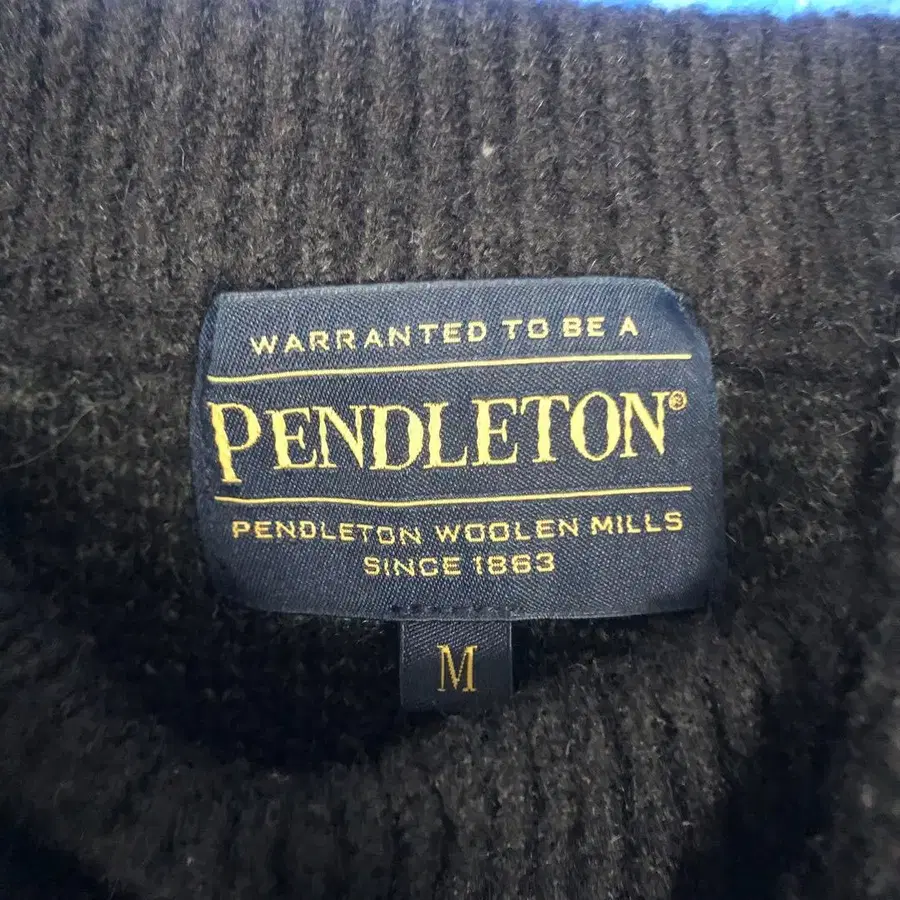 WARRANTED TO BE A
PENDLETON®
PENDLETON WOOLEN MILLS
SINCE 1863
M